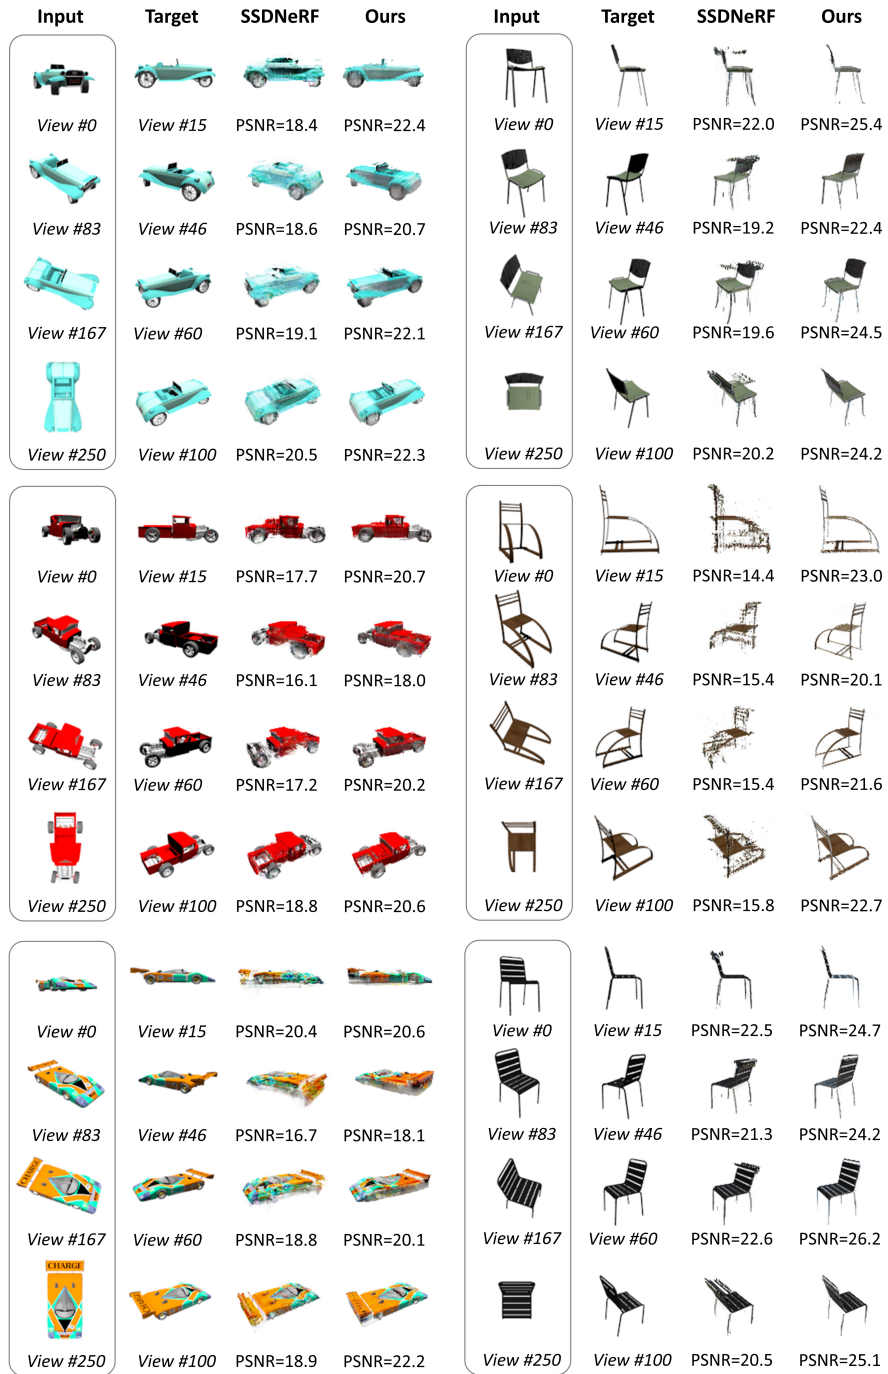 Input Target SSDNeRF Ours Input Target SSDNeRF Ours
View #0 View #15 PSNR=18.4 PSNR=22.4 View #0 View #15 PSNR=22.0 PSNR=25.4
View #83 View #46 PSNR=18.6 PSNR=20.7 View #83 View #46 PSNR=19.2 PSNR=22.4
View #167 View #60 PSNR=19.1 PSNR=22.1 View #167 View #60 PSNR=19.6 PSNR=24.5
View #250 View #100 PSNR=20.5 PSNR=22.3 View #250 View #100 PSNR=20.2 PSNR=24.2
View #0 View #15 PSNR=17.7 PSNR=20.7 View #0 View #15 PSNR=14.4 PSNR=23.0
View #83 View #46 PSNR=16.1 PSNR=18.0 View #83 View #46 PSNR=15.4 PSNR=20.1
View #167 View #60 PSNR=17.2 PSNR=20.2 View #167 View #60 PSNR=15.4 PSNR=21.6
View #250 View #100 PSNR=18.8 PSNR=20.6 View #250 View #100 PSNR=15.8 PSNR=22.7
View #0 View #15 PSNR=20.4 PSNR=20.6 View #0 View #15 PSNR=22.5 PSNR=24.7
View #83 View #46 PSNR=16.7 PSNR=18.1 View #83 View #46 PSNR=21.3 PSNR=24.2
CHARGE
View #167 View #60 PSNR=18.8 PSNR=20.1 View #167 View #60 PSNR=22.6 PSNR=26.2
CHARGE
View #250 View #100 PSNR=18.9 PSNR=22.2 View #250 View #100 PSNR=20.5 PSNR=25.1